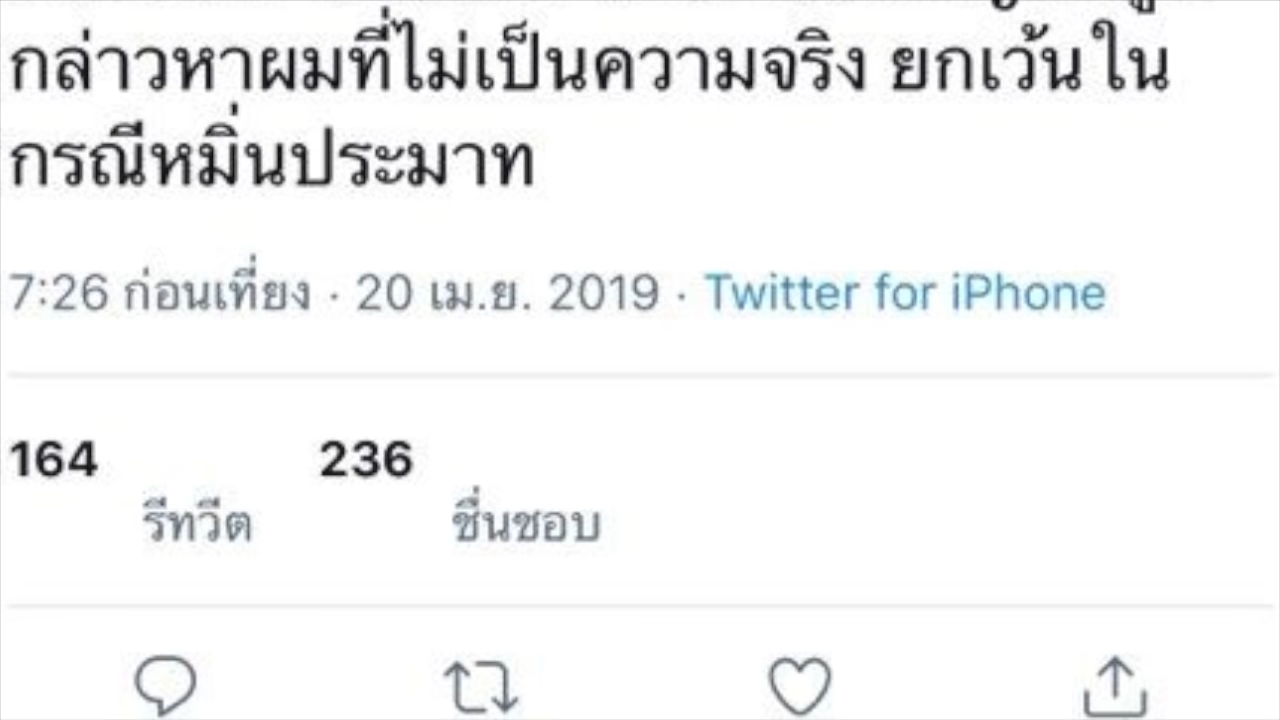 กล่าวหาผมที่ไม่เป็นความจริง ยกเว้นใน
กรณีหมิ่นประมาท
7:26 ก่อนเที่ยง · 20 เม.ย. 2019 · Twitter for iPhone
164 236
รีทวีต ชื่นชอบ